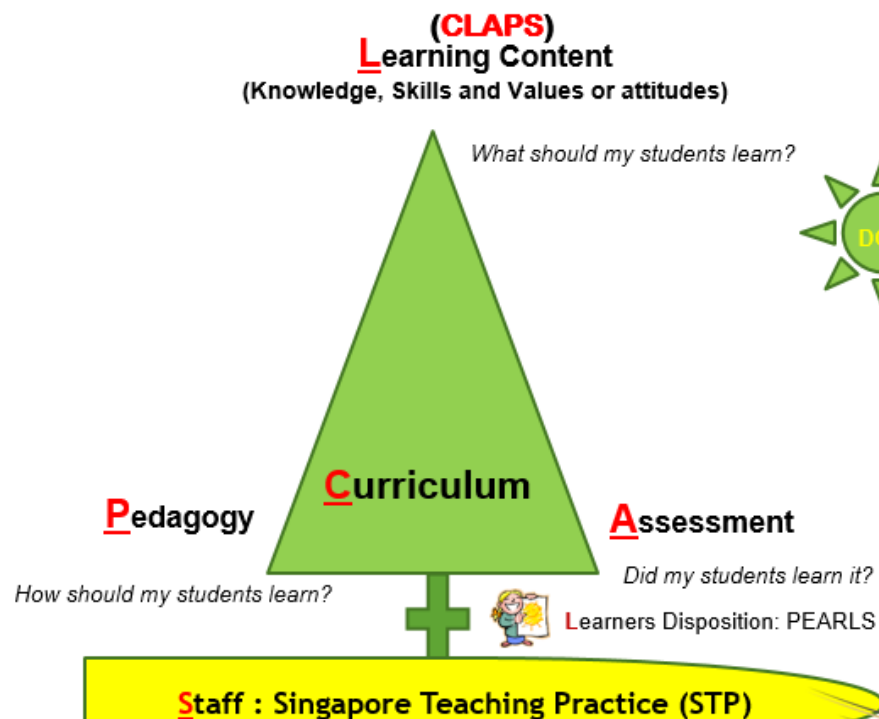 (CLAPS)
Learning Content
(Knowledge, Skills and Values or attitudes)
What should my students learn?
Curriculum
Pedagogy
Assessment
How should my students learn?
Did my students learn it?
Learners Disposition: PEARLS
Staff : Singapore Teaching Practice (STP)